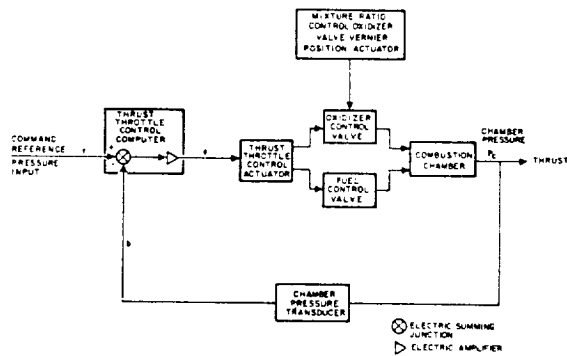 MIXTURE RATIO
CONTROL OXIDIZER
VALVE VERNIER
POSITION ACTUATOR
THRUST
THROTTLE
CONTROL
COMPUTER
COMMAND
REFERENCE
PRESSURE
INPUT
r
+
-
e
THRUST
THROTTLE
CONTROL
ACTUATOR
OXIDIZER
CONTROL
VALVE
FUEL
CONTROL
VALVE
COMBUSTION
CHAMBER
CHAMBER
PRESSURE
Pc
THRUST
b
CHAMBER
PRESSURE
TRANSDUCER
ELECTRIC SUMMING
JUNCTION
ELECTRIC AMPLIFIER